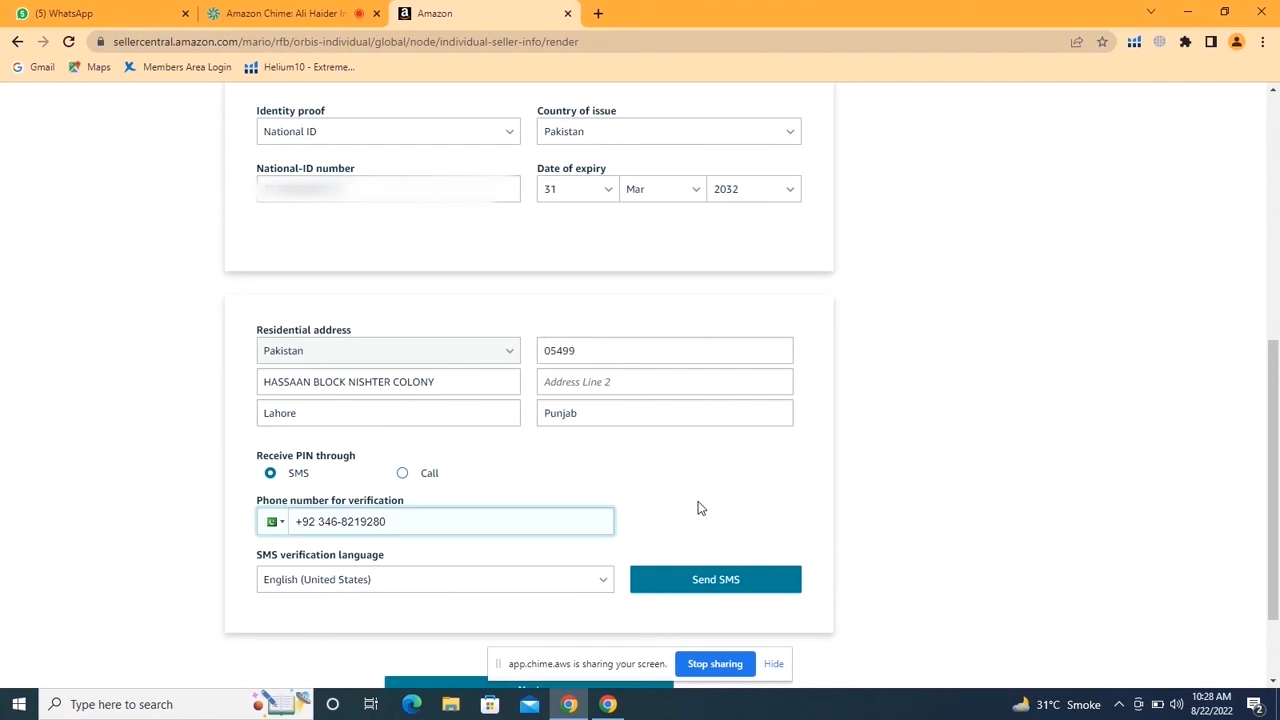 (5) WhatsApp
Amazon Chime: Ali Haider In
Amazon
sellercentral.amazon.com/mario/rfb/orbis-individual/global/node/individual-seller-info/render
Gmail
Maps
Members Area Login
Helium10 - Extreme...
Identity proof
Country of issue
National ID
Pakistan
National-ID number
Date of expiry
31
Mar
2032
Residential address
Pakistan
05499
HASSAAN BLOCK NISHTER COLONY
Address Line 2
Lahore
Punjab
Receive PIN through
SMS
Call
Phone number for verification
+92 346-8219280
SMS verification language
English (United States)
Send SMS
app.chime.aws is sharing your screen.
Stop sharing
Hide
Type here to search
31°C Smoke
10:28 AM
8/22/2022
2